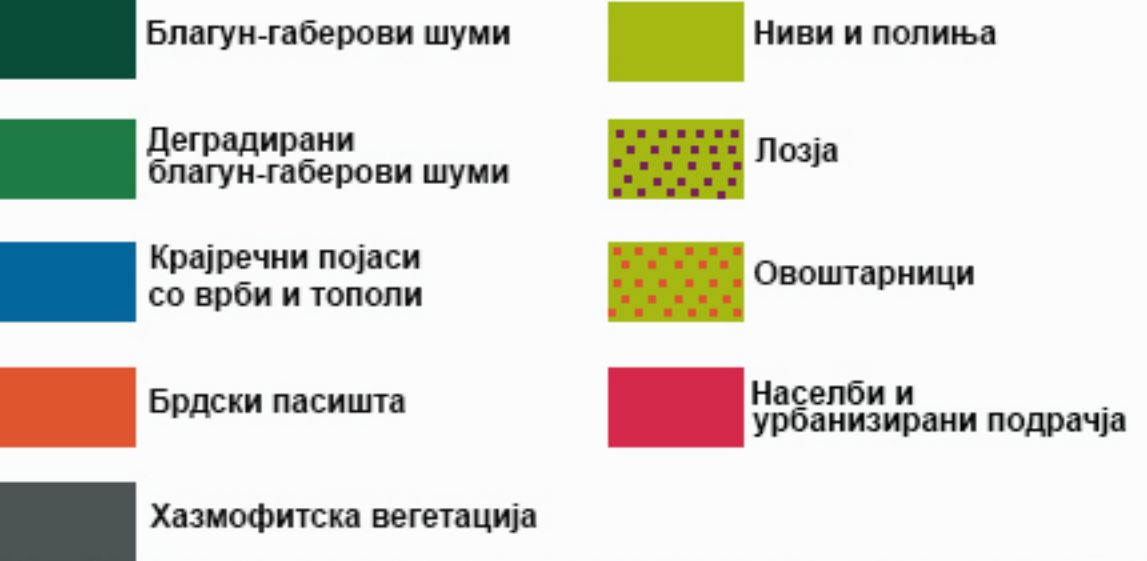 Благун-габерови шуми
Деградирани
благун-габерови шуми
Крајречни појаси
со врби и тополи
Брдски пасишта
Хазмофитска вегетација
Ниви и полиња
Лозја
Овоштарници
Населби и
урбанизирани подрачја